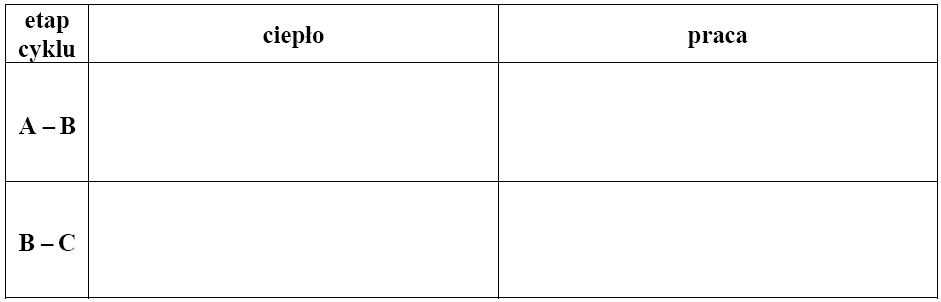 etap
cyklu
ciepło
praca
A – B
B – C